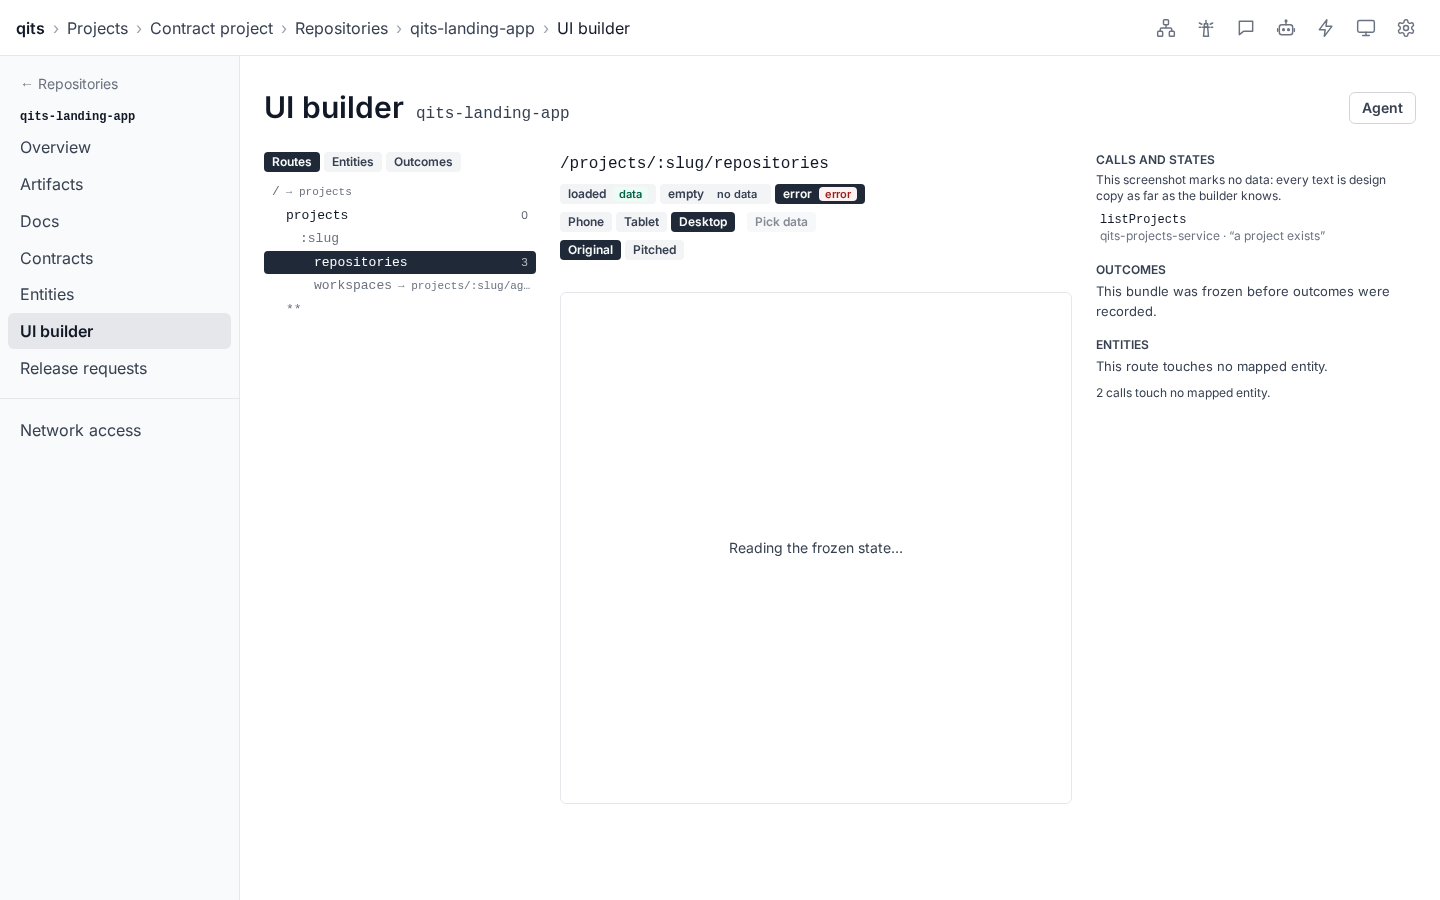 qits › Projects › Contract project › Repositories › qits-landing-app › UI builder
← Repositories
qits-landing-app
Overview
Artifacts
Docs
Contracts
Entities
UI builder
Release requests
Network access
UI builder qits-landing-app
Agent
Routes Entities Outcomes
/ → projects
projects 0
:slug
repositories 3
workspaces → projects/:slug/ag…
**
/projects/:slug/repositories
loaded data empty no data error error
Phone Tablet Desktop Pick data
Original Pitched
Reading the frozen state…
CALLS AND STATES
This screenshot marks no data: every text is design
copy as far as the builder knows.
listProjects
qits-projects-service · “a project exists”
OUTCOMES
This bundle was frozen before outcomes were
recorded.
ENTITIES
This route touches no mapped entity.
2 calls touch no mapped entity.